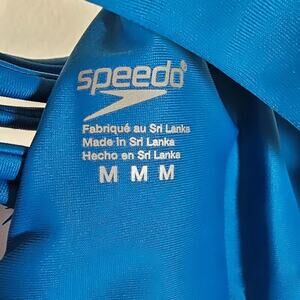 speedo
Fabriqué au Sri Lanka
Made in Sri Lanka
Hecho en Sri Lanka
M M M